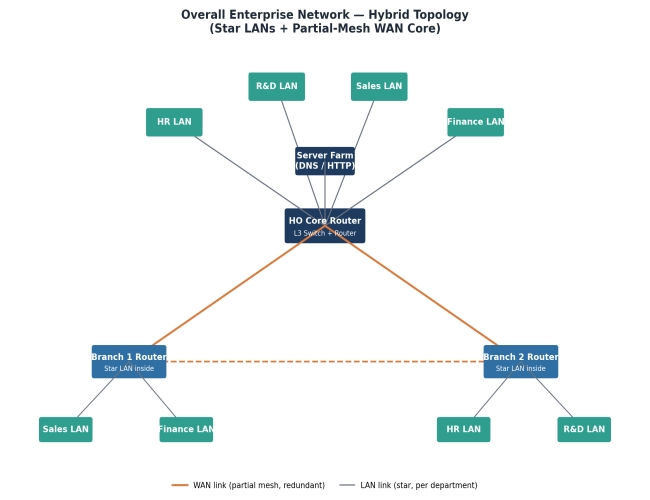 Overall Enterprise Network — Hybrid Topology
(Star LANs + Partial-Mesh WAN Core)
R&D LAN
Sales LAN
HR LAN
Finance LAN
Server Farm
(DNS / HTTP)
HO Core Router
L3 Switch + Router
Branch 1 Router
Star LAN inside
Branch 2 Router
Star LAN inside
Sales LAN
Finance LAN
HR LAN
R&D LAN
WAN link (partial mesh, redundant)
LAN link (star, per department)